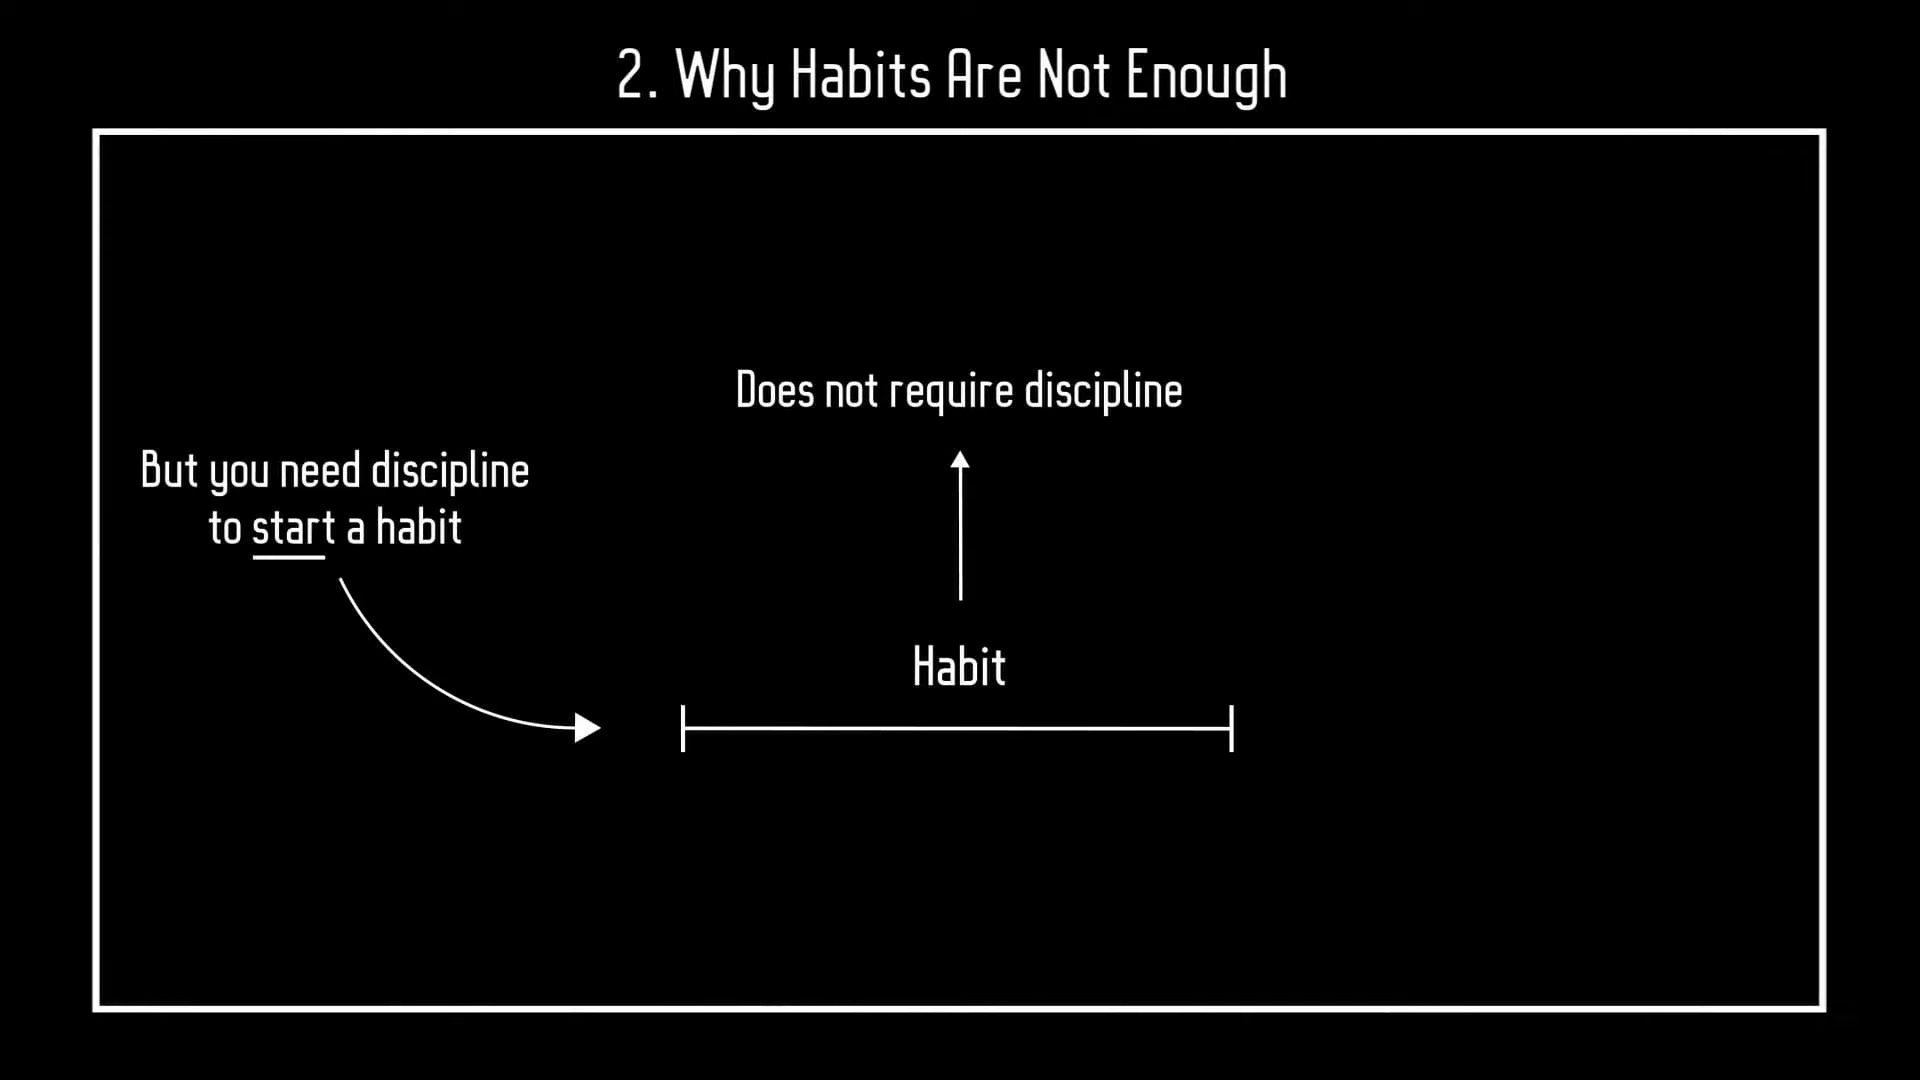 2. Why Habits Are Not Enough
Does not require discipline
But you need discipline
to start a habit
Habit